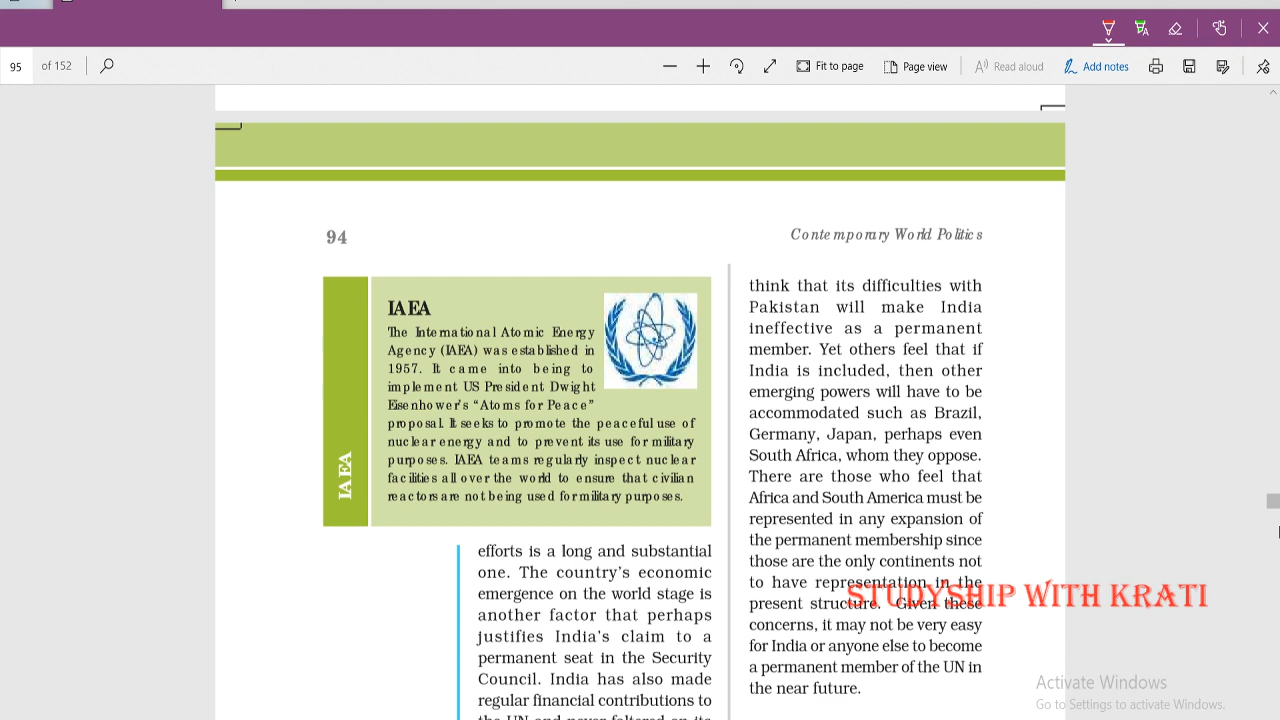 95 of 152
Fit to page
Page view
Read aloud
Add notes
94
Contemporary World Politics
IAEA
IAEA
The International Atomic Energy
Agency (IAEA) was established in
1957. It came into being to
implement US President Dwight
Eisenhower's “Atoms for Peace”
proposal. It seeks to promote the peaceful use of
nuclear energy and to prevent its use for military
purposes. IAEA teams regularly inspect nuclear
facilities all over the world to ensure that civilian
reactors are not being used for military purposes.
efforts is a long and substantial
one. The country's economic
emergence on the world stage is
another factor that perhaps
justifies India's claim to a
permanent seat in the Security
Council. India has also made
regular financial contributions to
the UN and never faltered on its
think that its difficulties with
Pakistan will make India
ineffective as a permanent
member. Yet others feel that if
India is included, then other
emerging powers will have to be
accommodated such as Brazil,
Germany, Japan, perhaps even
South Africa, whom they oppose.
There are those who feel that
Africa and South America must be
represented in any expansion of
the permanent membership since
those are the only continents not
to have representation in the
present structure. Given these
concerns, it may not be very easy
for India or anyone else to become
a permanent member of the UN in
the near future.
STUDYSHIP WITH KRATI
Activate Windows
Go to Settings to activate Windows.